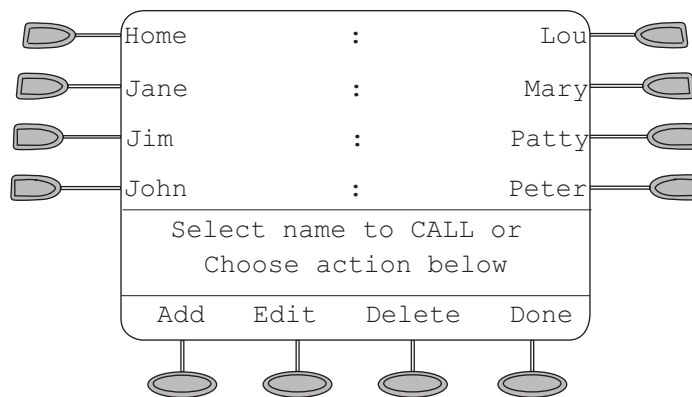 Home : Lou
Jane : Mary
Jim : Patty
John : Peter
Select name to CALL or
Choose action below
Add Edit Delete Done